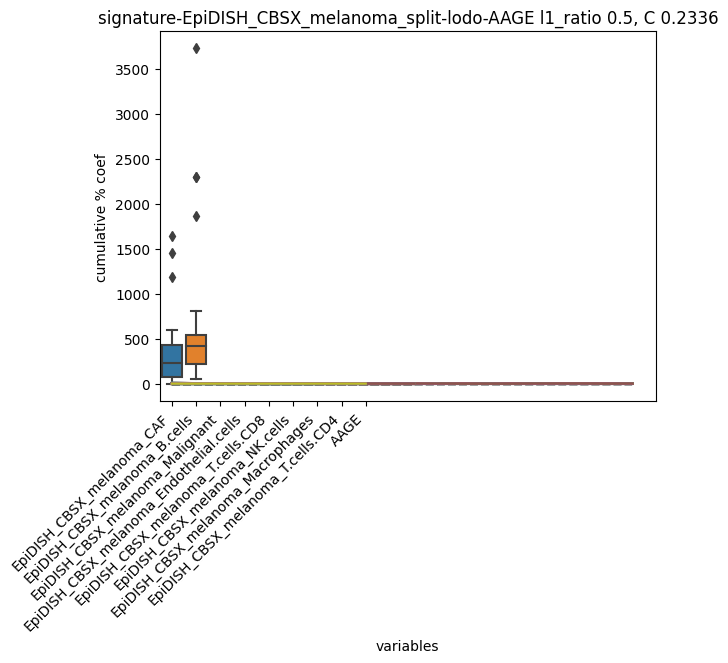 signature-EpiDISH_CBSX_melanoma_split-lodo-AAGE l1_ratio 0.5, C 0.2336
3500
3000
2500
2000
1500
1000
500
0
cumulative % coef
EpiDISH_CBSX_melanoma_CAF
EpiDISH_CBSX_melanoma_B.cells
EpiDISH_CBSX_melanoma_Malignant
EpiDISH_CBSX_melanoma_Endothelial.cells
EpiDISH_CBSX_melanoma_T.cells.CD8
EpiDISH_CBSX_melanoma_NK.cells
EpiDISH_CBSX_melanoma_Macrophages
EpiDISH_CBSX_melanoma_T.cells.CD4
AAGE
variables